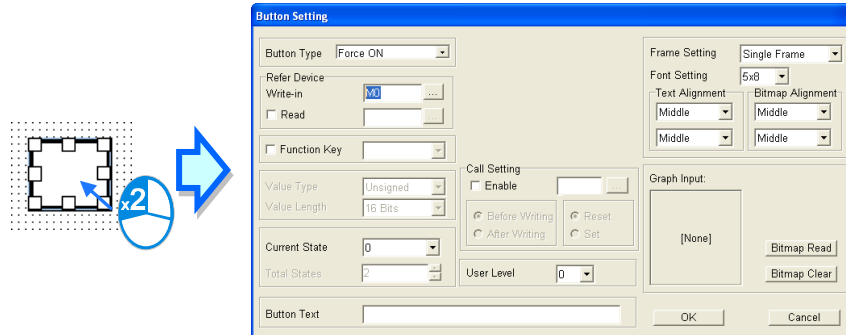 Button Setting
Button Type Force ON
Refer Device
Write-in M0 ...
Read ...
Function Key
Value Type Unsigned
Value Length 16 Bits
Current State 0
Total States 2
Button Text
Call Setting
Enable ...
Before Writing Reset
After Writing Set
User Level 0
Frame Setting Single Frame
Font Setting 5x8
Text Alignment Bitmap Alignment
Middle Middle
Middle Middle
Graph Input:
[None]
Bitmap Read
Bitmap Clear
OK Cancel
x2